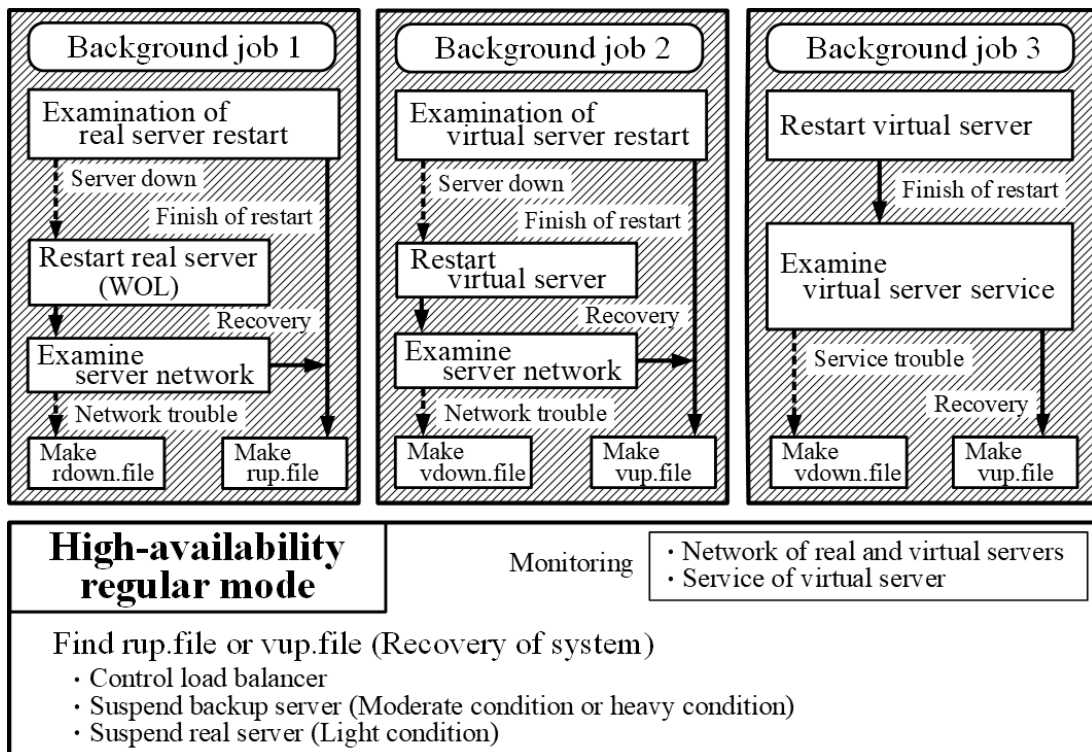 Background job 1
Examination of
real server restart
Server down
Finish of restart
Restart real server
(WOL)
Recovery
Examine
server network
Network trouble
Make
rdown.file
Make
rup.file
Background job 2
Examination of
virtual server restart
Server down
Finish of restart
Restart
virtual server
Recovery
Examine
server network
Network trouble
Make
vdown.file
Make
vup.file
Background job 3
Restart virtual server
Finish of restart
Examine
virtual server service
Service trouble
Recovery
Make
vdown.file
Make
vup.file
High-availability
regular mode
Monitoring
・Network of real and virtual servers
・Service of virtual server
Find rup.file or vup.file (Recovery of system)
・Control load balancer
・Suspend backup server (Moderate condition or heavy condition)
・Suspend real server (Light condition)